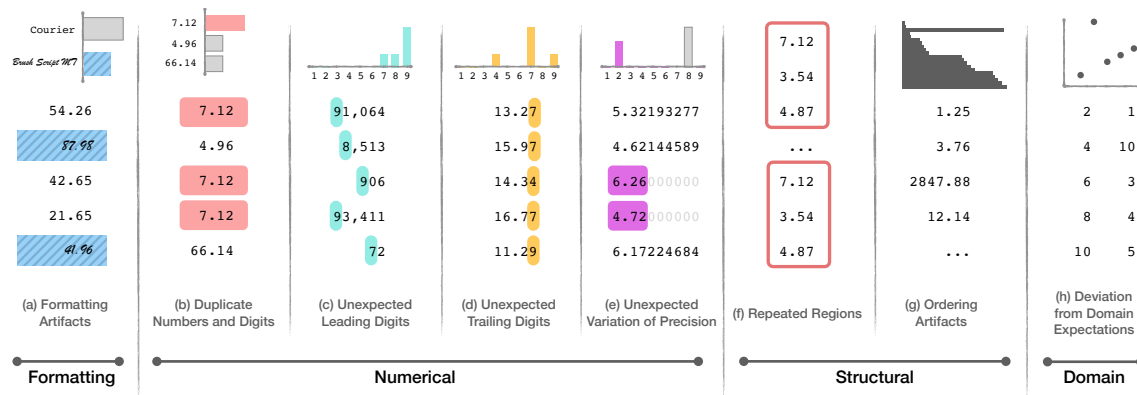 Courier
Brush Script MT
54.26
87.98
42.65
21.65
41.96
(a) Formatting
Artifacts
7.12
4.96
66.14
7.12
4.96
7.12
7.12
66.14
(b) Duplicate
Numbers and Digits
1 2 3 4 5 6 7 8 9
91,064
8,513
906
93,411
72
(c) Unexpected
Leading Digits
1 2 3 4 5 6 7 8 9
13.27
15.97
14.34
16.77
11.29
(d) Unexpected
Trailing Digits
1 2 3 4 5 6 7 8 9
5.32193277
4.62144589
6.26000000
4.72000000
6.17224684
(e) Unexpected
Variation of Precision
7.12
3.54
4.87
...
7.12
3.54
4.87
(f) Repeated Regions
1.25
3.76
2847.88
12.14
...
(g) Ordering
Artifacts
2 1
4 10
6 3
8 4
10 5
(h) Deviation
from Domain
Expectations
Formatting
Numerical
Structural
Domain